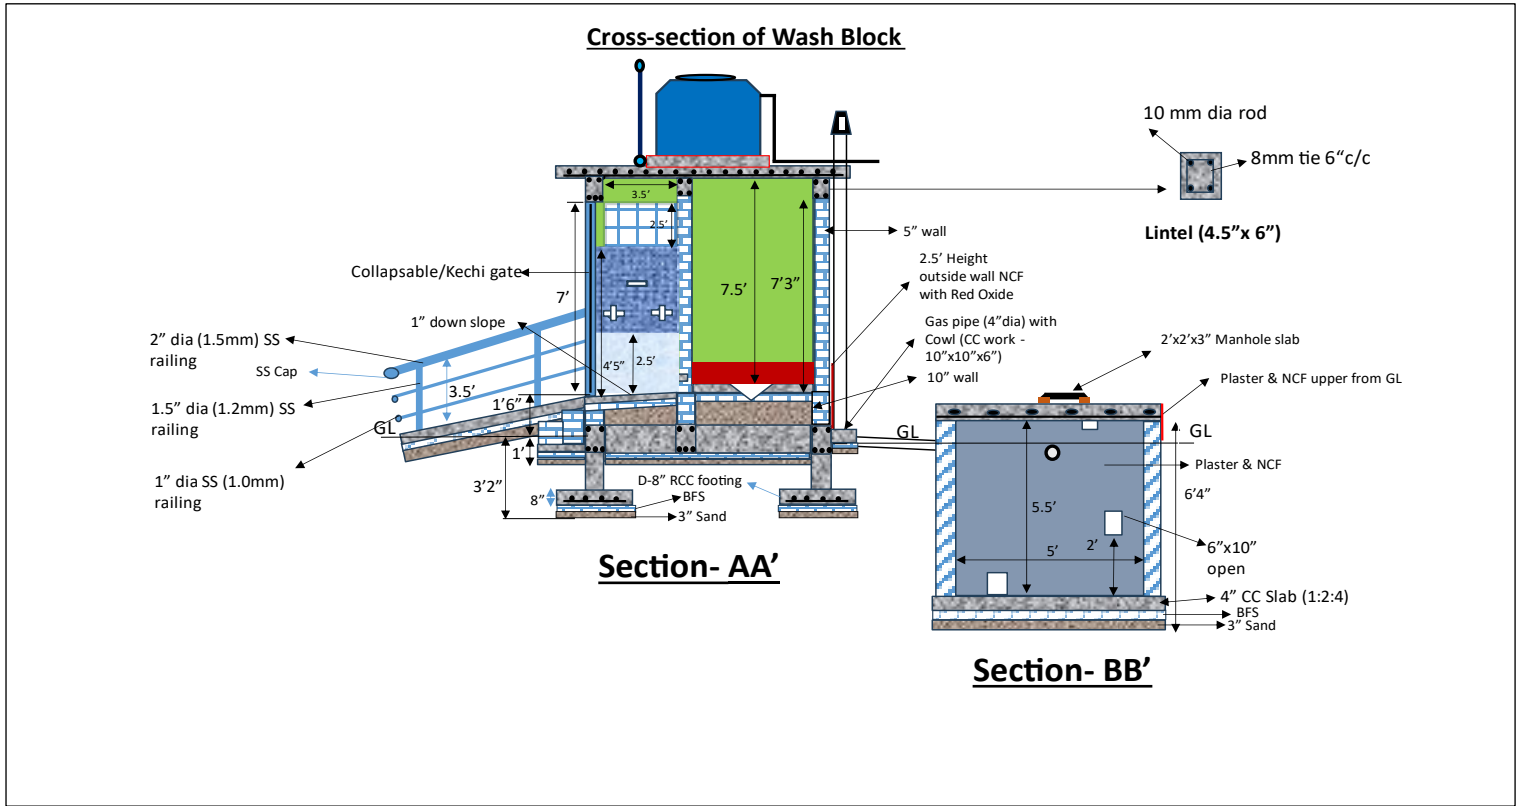 Cross-section of Wash Block
10 mm dia rod
8mm tie 6“c/c
Lintel (4.5”x 6”)
3.5’
2.5’
5” wall
2.5’ Height
outside wall NCF
with Red Oxide
Collapsable/Kechi gate
7’
7.5’
7’3”
1” down slope
Gas pipe (4”dia) with
Cowl (CC work -
10”x10”x6”)
2” dia (1.5mm) SS
railing
SS Cap
3.5’
4’5”
2.5’
10” wall
2’x2’x3” Manhole slab
Plaster & NCF upper from GL
1.5” dia (1.2mm) SS
railing
1’6”
GL
GL
GL
1’
1” dia SS (1.0mm)
railing
3’2”
8”
D-8” RCC footing
BFS
3” Sand
Plaster & NCF
6’4”
5.5’
5’
2’
6”x10”
open
4” CC Slab (1:2:4)
BFS
3” Sand
Section- AA’
Section- BB’